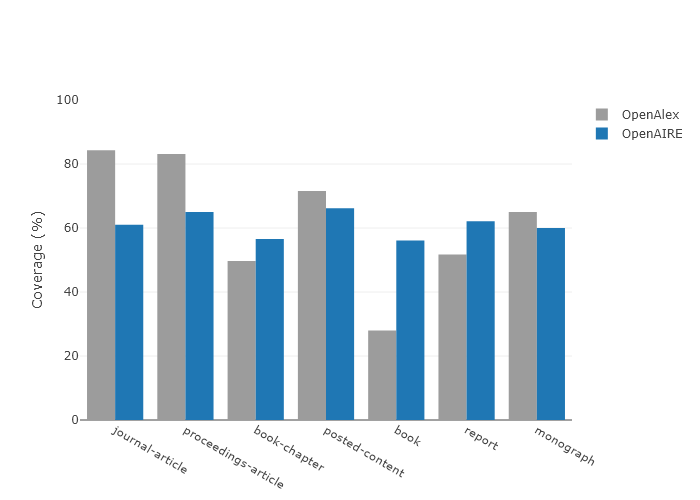 100
80
60
40
20
0
Coverage (%)
journal-article
proceedings-article
book-chapter
posted-content
book
report
monograph
OpenAlex
OpenAIRE